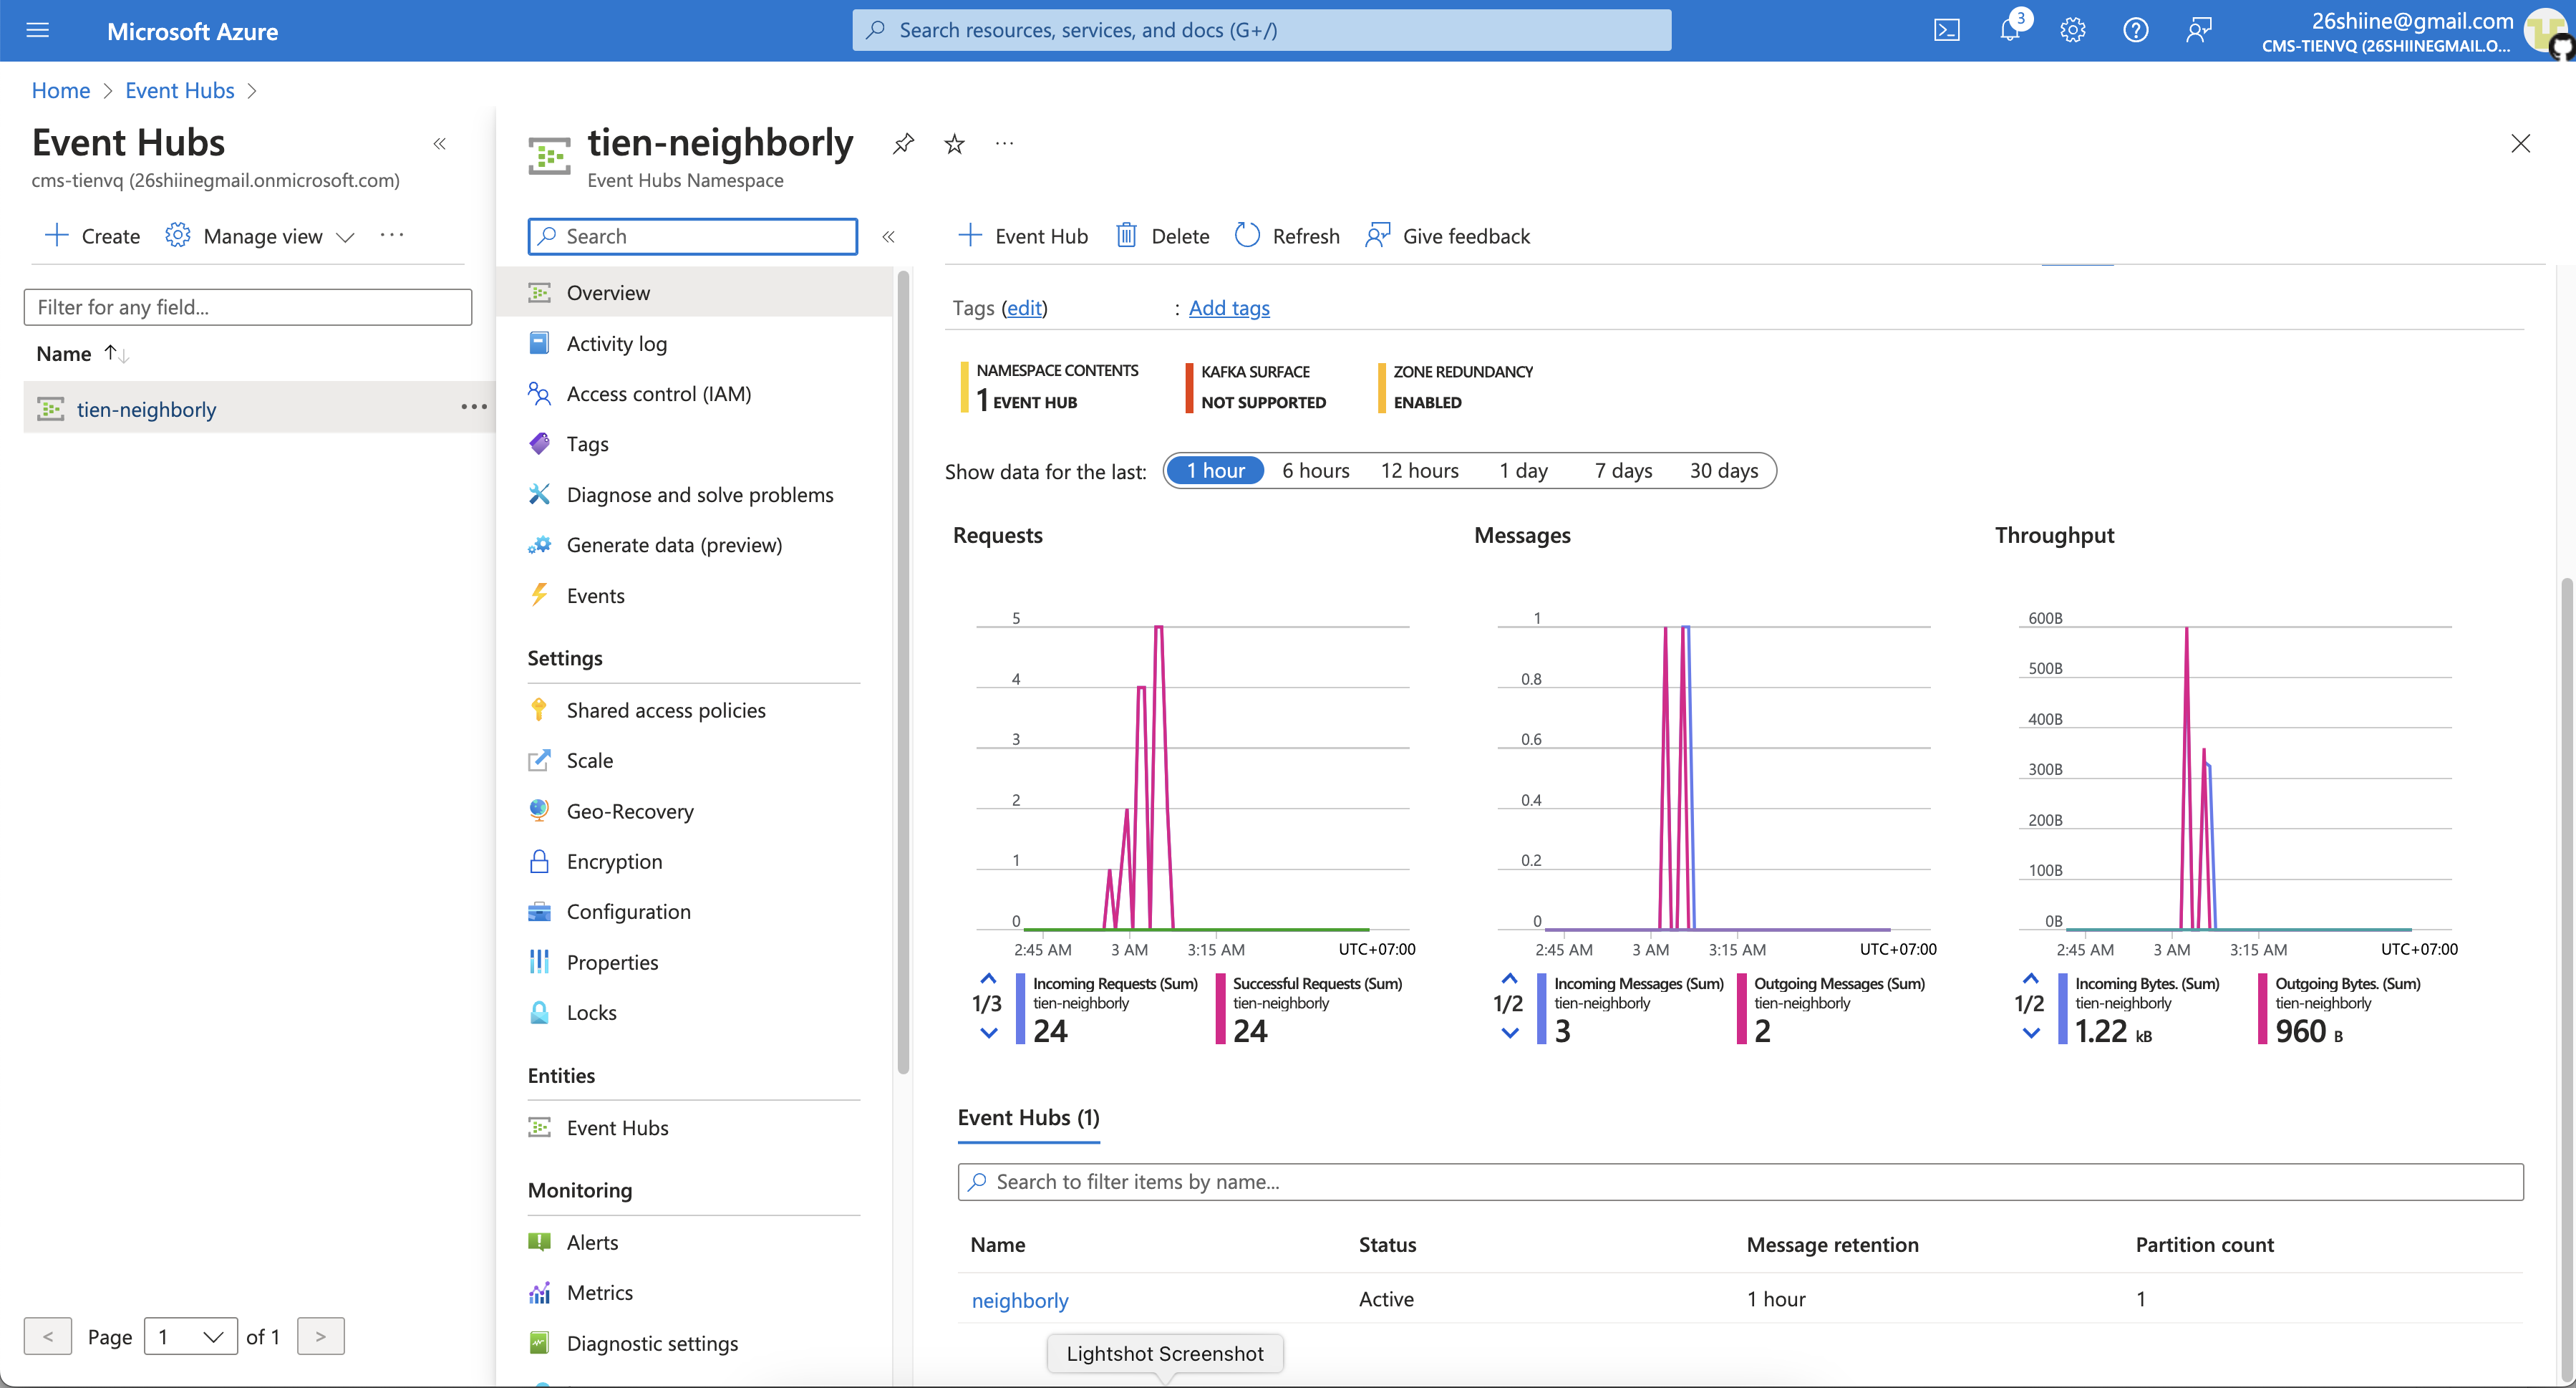 Microsoft Azure
Search resources, services, and docs (G+/)
3
26shiine@gmail.com
CMS-TIENVQ (26SHIINEGMAIL.O...
Home > Event Hubs >
Event Hubs
cms-tienvq (26shiinegmail.onmicrosoft.com)
Create
Manage view
Filter for any field...
Name
tien-neighborly
< Page 1 of 1 >
tien-neighborly
Event Hubs Namespace
Search
Overview
Activity log
Access control (IAM)
Tags
Diagnose and solve problems
Generate data (preview)
Events
Settings
Shared access policies
Scale
Geo-Recovery
Encryption
Configuration
Properties
Locks
Entities
Event Hubs
Monitoring
Alerts
Metrics
Diagnostic settings
Event Hub
Delete
Refresh
Give feedback
Tags (edit) : Add tags
NAMESPACE CONTENTS
1 EVENT HUB
KAFKA SURFACE
NOT SUPPORTED
ZONE REDUNDANCY
ENABLED
Show data for the last: 1 hour 6 hours 12 hours 1 day 7 days 30 days
Requests
5
4
3
2
1
0
2:45 AM 3 AM 3:15 AM UTC+07:00
1/3
Incoming Requests (Sum)
tien-neighborly
24
Successful Requests (Sum)
tien-neighborly
24
Messages
1
0.8
0.6
0.4
0.2
0
2:45 AM 3 AM 3:15 AM UTC+07:00
1/2
Incoming Messages (Sum)
tien-neighborly
3
Outgoing Messages (Sum)
tien-neighborly
2
Throughput
600B
500B
400B
300B
200B
100B
0B
2:45 AM 3 AM 3:15 AM UTC+07:00
1/2
Incoming Bytes. (Sum)
tien-neighborly
1.22 kB
Outgoing Bytes. (Sum)
tien-neighborly
960 B
Event Hubs (1)
Search to filter items by name...
Name Status Message retention Partition count
neighborly Active 1 hour 1
Lightshot Screenshot